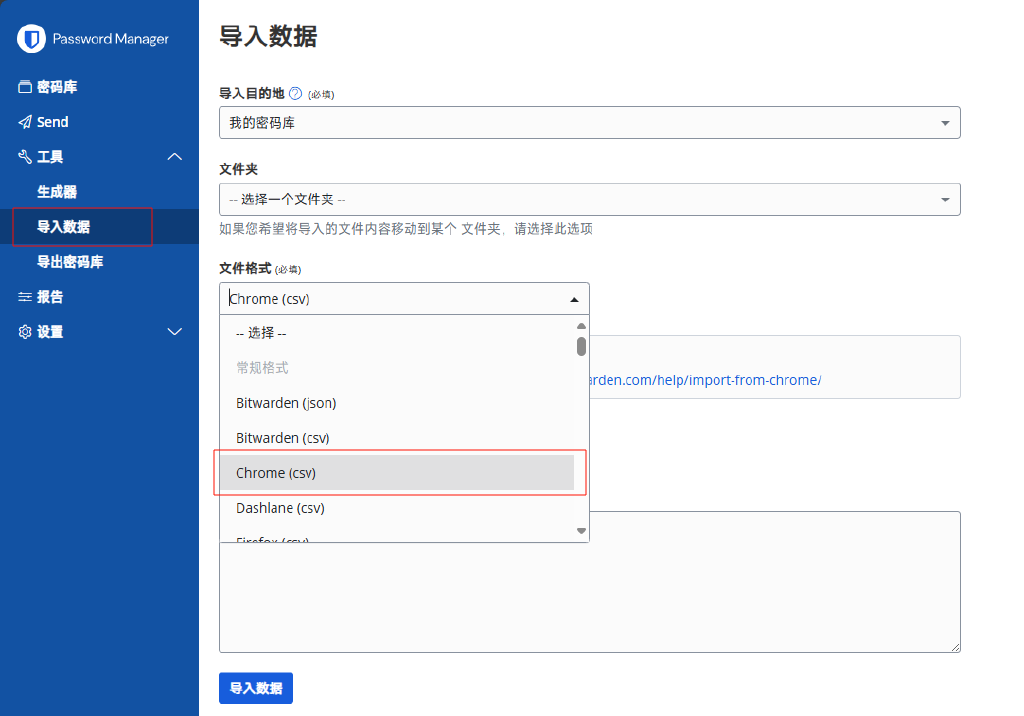 Password Manager
密码库
Send
工具
生成器
导入数据
导出密码库
报告
设置
导入数据
导入目的地 (必填)
我的密码库
文件夹
-- 选择一个文件夹 --
如果您希望将导入的文件内容移动到某个 文件夹，请选择此选项
文件格式 (必填)
Chrome (csv)
-- 选择 --
常规格式
Bitwarden (json)
arden.com/help/import-from-chrome/
Bitwarden (csv)
Chrome (csv)
Dashlane (csv)
Firefox (csv)
导入数据